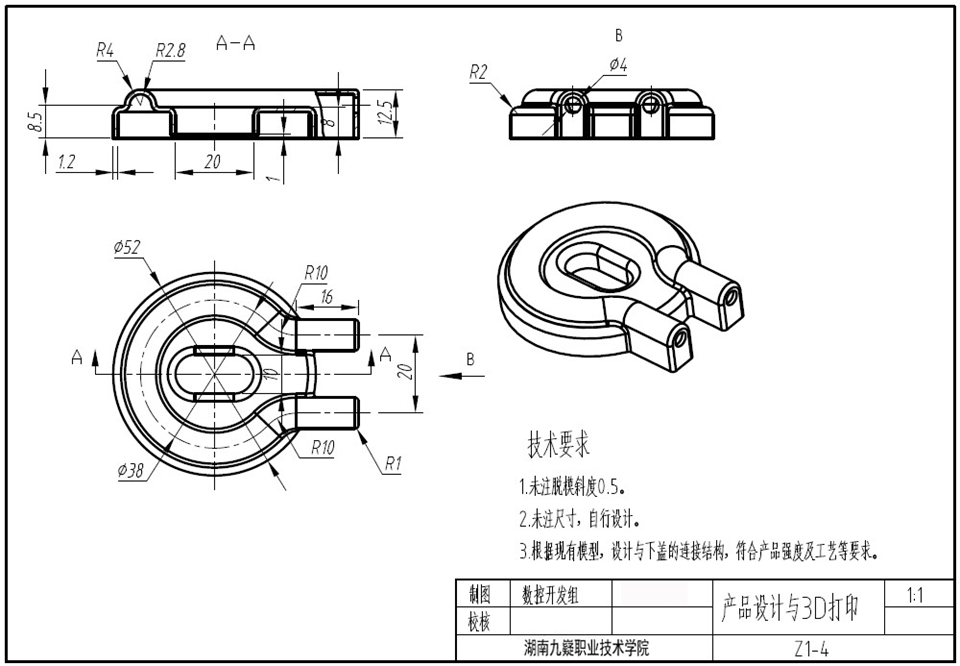 A-A
R4
R2.8
8.5
1.2
20
1
8
12.5
B
R2
Φ4
Φ52
R10
16
A
A
B
10
20
Φ38
R10
R1
技术要求
1.未注脱模斜度0.5。
2.未注尺寸，自行设计。
3.根据现有模型，设计与下盖的连接结构，符合产品强度及工艺等要求。
制图 数控开发组 产品设计与3D打印 1:1
校核
湖南九嶷职业技术学院 Z1-4